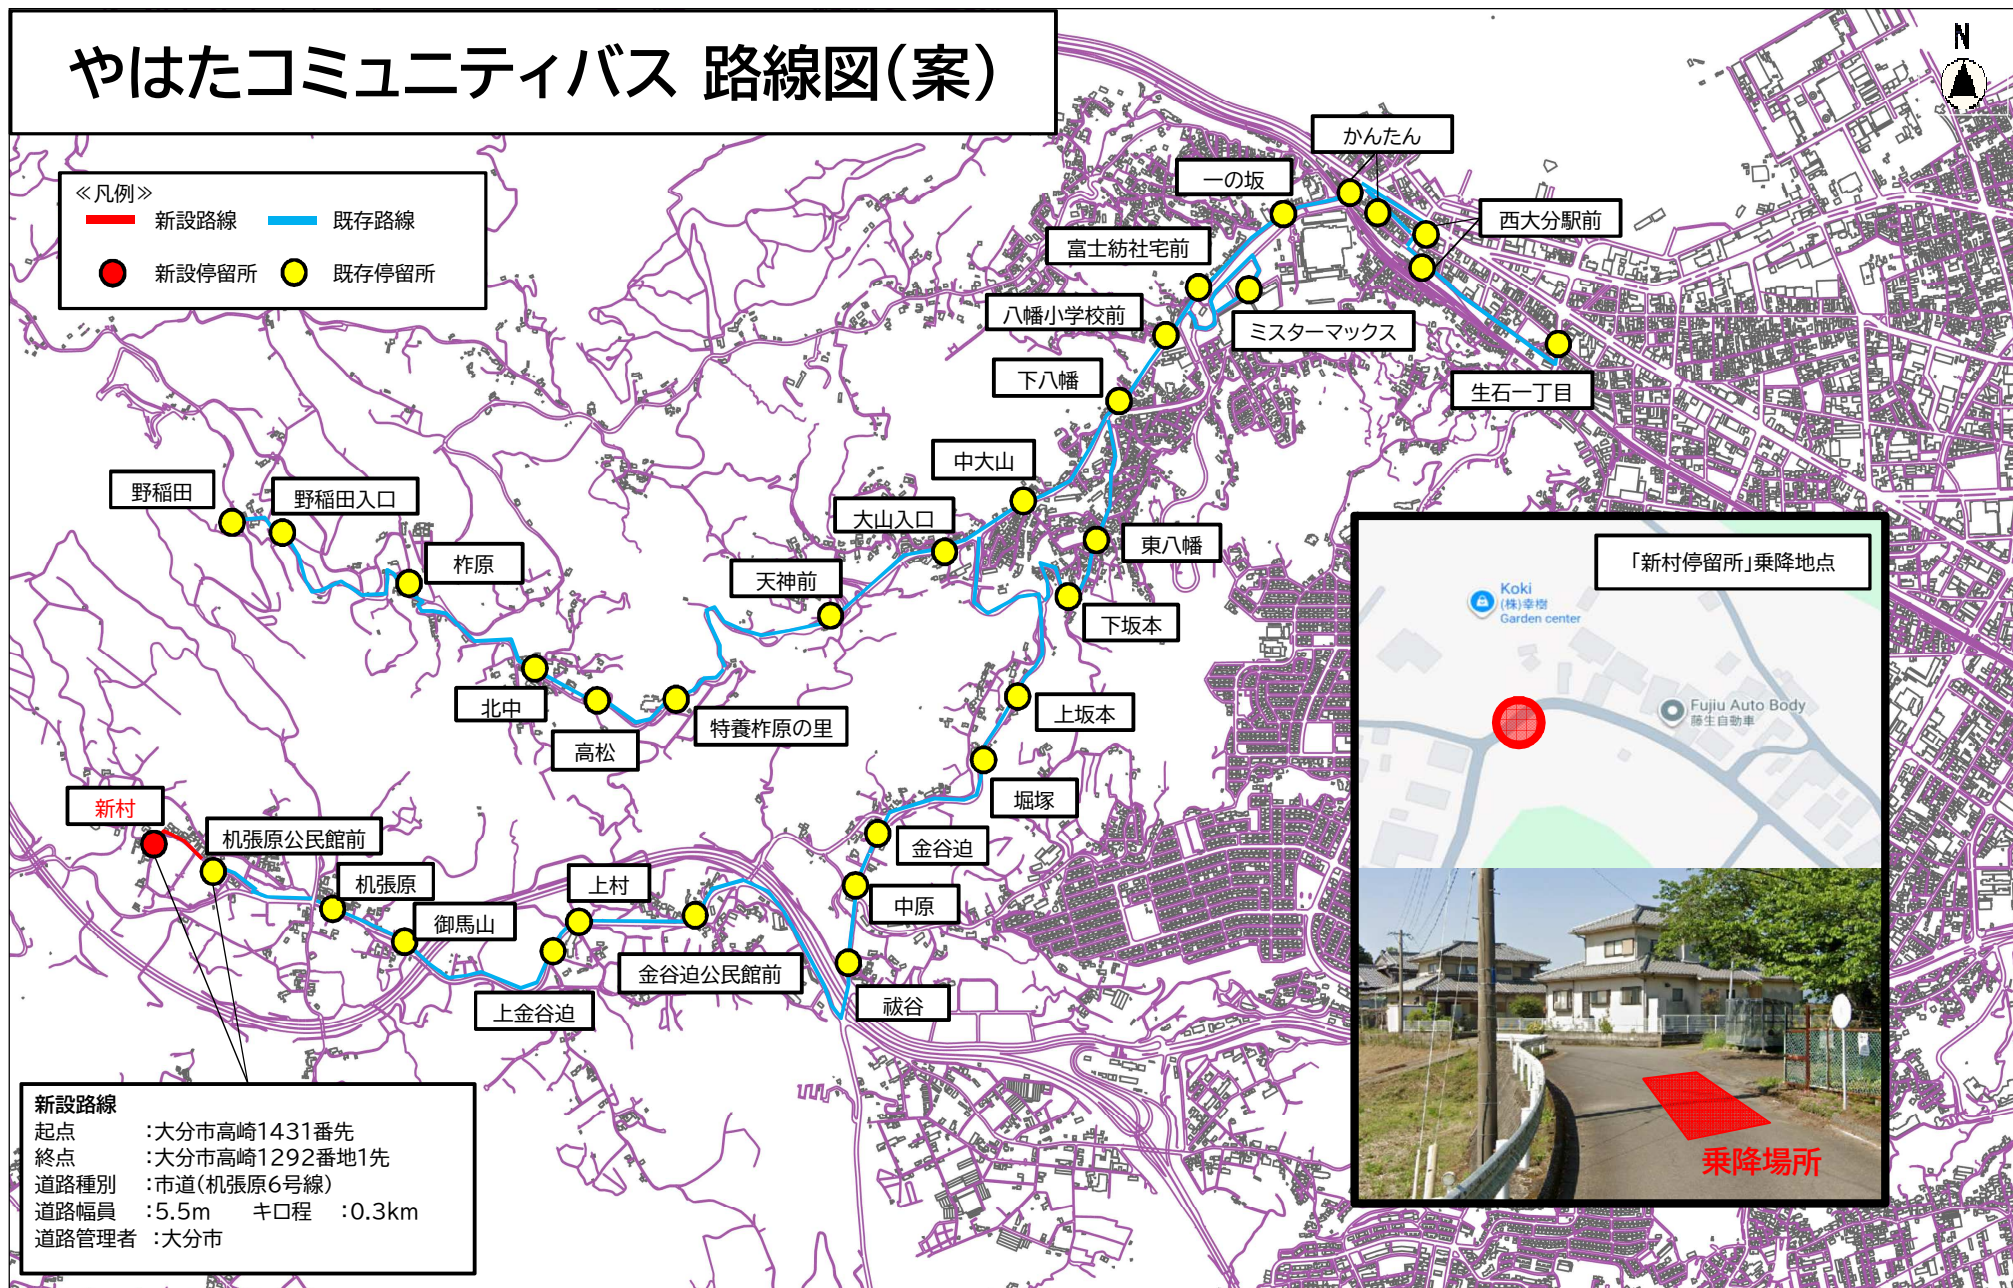 やはたコミュニティバス 路線図(案)
N
≪凡例≫
新設路線 既存路線
新設停留所 既存停留所
かんたん
一の坂
西大分駅前
富士紡社宅前
八幡小学校前
ミスターマックス
下八幡
生石一丁目
中大山
野稲田
野稲田入口
大山入口
東八幡
柞原
天神前
下坂本
北中
特養柞原の里
上坂本
高松
堀塚
新村
机張原公民館前
金谷迫
机張原
上村
中原
御馬山
金谷迫公民館前
祓谷
上金谷迫
「新村停留所」乗降地点
Koki
(株)幸樹
Garden center
Fujiu Auto Body
藤生自動車
乗降場所
新設路線
起点 :大分市高崎1431番先
終点 :大分市高崎1292番地1先
道路種別 :市道(机張原6号線)
道路幅員 :5.5m キロ程 :0.3km
道路管理者 :大分市